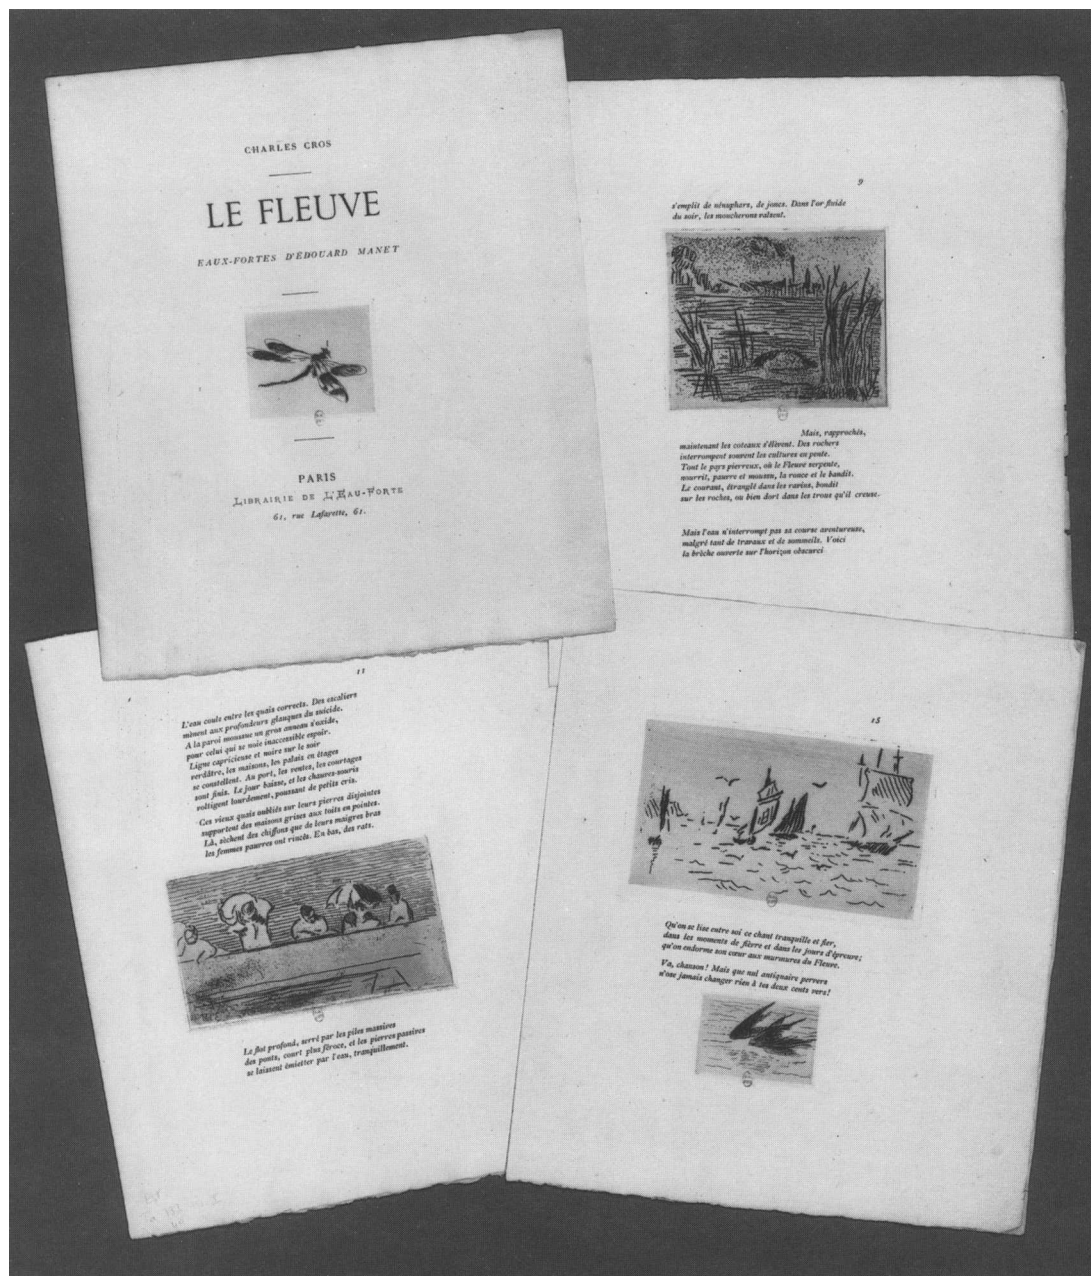 CHARLES CROS
LE FLEUVE
EAUX-FORTES D'ÉDOUARD MANET
PARIS
LIBRAIRIE DE L'EAU-FORTE
61, rue Lafayette, 61.
9
s'emplit de nénuphars, de joncs. Dans l'or fluide
du soir, les moucherons valsent.
Mais, rapprochés,
maintenant les coteaux s'élèvent. Des rochers
interrompent souvent les cultures en pente.
Tout le pays pierreux, où le Fleuve serpente,
nourrit, pauvre et moussu, la ronce et le bandit.
Le courant, étranglé dans les ravins, bondit
sur les roches, ou bien dort dans les trous qu'il creuse.
Mais l'eau n'interrompt pas sa course aventureuse,
malgré tant de travaux et de sommeils. Voici
la brèche ouverte sur l'horizon obscurci
11
L'eau coule entre les quais corrects. Des escaliers
mènent aux profondeurs glauques du suicide.
A la paroi moussue un gros anneau s'oxide,
pour celui qui se noie inaccessible espoir.
Ligne capricieuse et noire sur le soir
verdâtre, les maisons, les palais en étages
se constellent. Au port, les ventes, les courtages
sont finis. Le jour baisse, et les chauves-souris
voltigent lourdement, poussant de petits cris.
Ces vieux quais oubliés sur leurs pierres disjointes
supportent des maisons grises aux toits en pointes.
Là, sèchent des chiffons que de leurs maigres bras
les femmes pauvres ont rincés. En bas, des rats.
Le flot profond, serré par les piles massives
des ponts, court plus féroce, et les pierres passives
se laissent émietter par l'eau, tranquillement.
15
Qu'on se lise entre soi ce chant tranquille et fier,
dans les moments de fièvre et dans les jours d'épreuve;
qu'on endorme son cœur aux murmures du Fleuve.
Va, chanson! Mais que nul antiquaire pervers
n'ose jamais changer rien à tes deux cents vers!